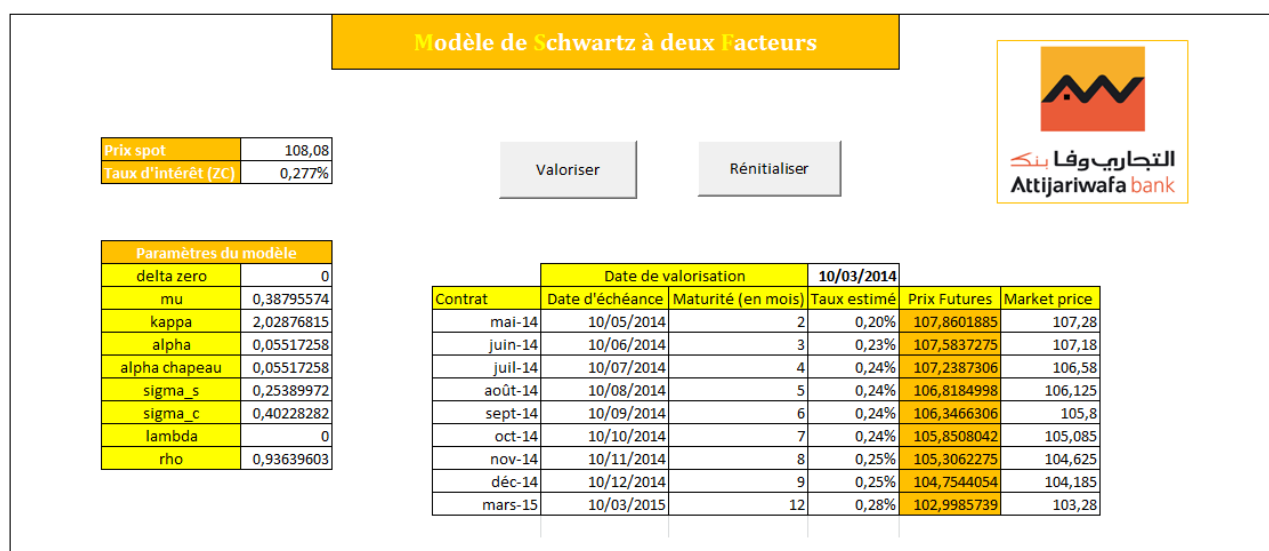 Modèle de Schwartz à deux Facteurs
Prix spot 108,08
Taux d'intérêt (ZC) 0,277%
Valoriser
Rénitialiser
التجاري وفا بنك
Attijariwafa bank
Paramètres du modèle
delta zero 0
mu 0,38795574
kappa 2,02876815
alpha 0,05517258
alpha chapeau 0,05517258
sigma_s 0,25389972
sigma_c 0,40228282
lambda 0
rho 0,93639603
Date de valorisation 10/03/2014
Contrat Date d'échéance Maturité (en mois) Taux estimé Prix Futures Market price
mai-14 10/05/2014 2 0,20% 107,8601885 107,28
juin-14 10/06/2014 3 0,23% 107,5837275 107,18
juil-14 10/07/2014 4 0,24% 107,2387306 106,58
août-14 10/08/2014 5 0,24% 106,8184998 106,125
sept-14 10/09/2014 6 0,24% 106,3466306 105,8
oct-14 10/10/2014 7 0,24% 105,8508042 105,085
nov-14 10/11/2014 8 0,25% 105,3062275 104,625
déc-14 10/12/2014 9 0,25% 104,7544054 104,185
mars-15 10/03/2015 12 0,28% 102,9985739 103,28